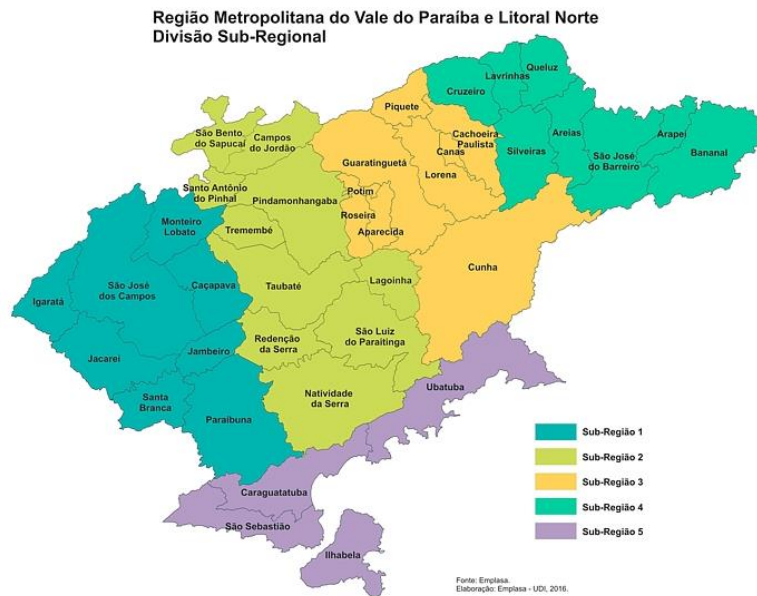 Região Metropolitana do Vale do Paraíba e Litoral Norte
Divisão Sub-Regional
Queluz
Lavrinhas
Cruzeiro
Piquete
Cachoeira
Paulista
Canas
Areias
Arapeí
São Bento
do Sapucaí
Campos
do Jordão
Guaratinguetá
Silveiras
São José
do Barreiro
Bananal
Lorena
Santo Antônio
do Pinhal
Pindamonhangaba
Potim
Roseira
Aparecida
Monteiro
Lobato
Tremembé
Cunha
Lagoinha
São José
dos Campos
Caçapava
Taubaté
Igaratá
São Luiz
do Paraitinga
Redenção
da Serra
Jambeiro
Jacareí
Ubatuba
Natividade
da Serra
Santa
Branca
Paraibuna
Sub-Região 1
Sub-Região 2
Sub-Região 3
Sub-Região 4
Sub-Região 5
Caraguatatuba
São Sebastião
Ilhabela
Fonte: Emplasa.
Elaboração: Emplasa - UDI, 2016.